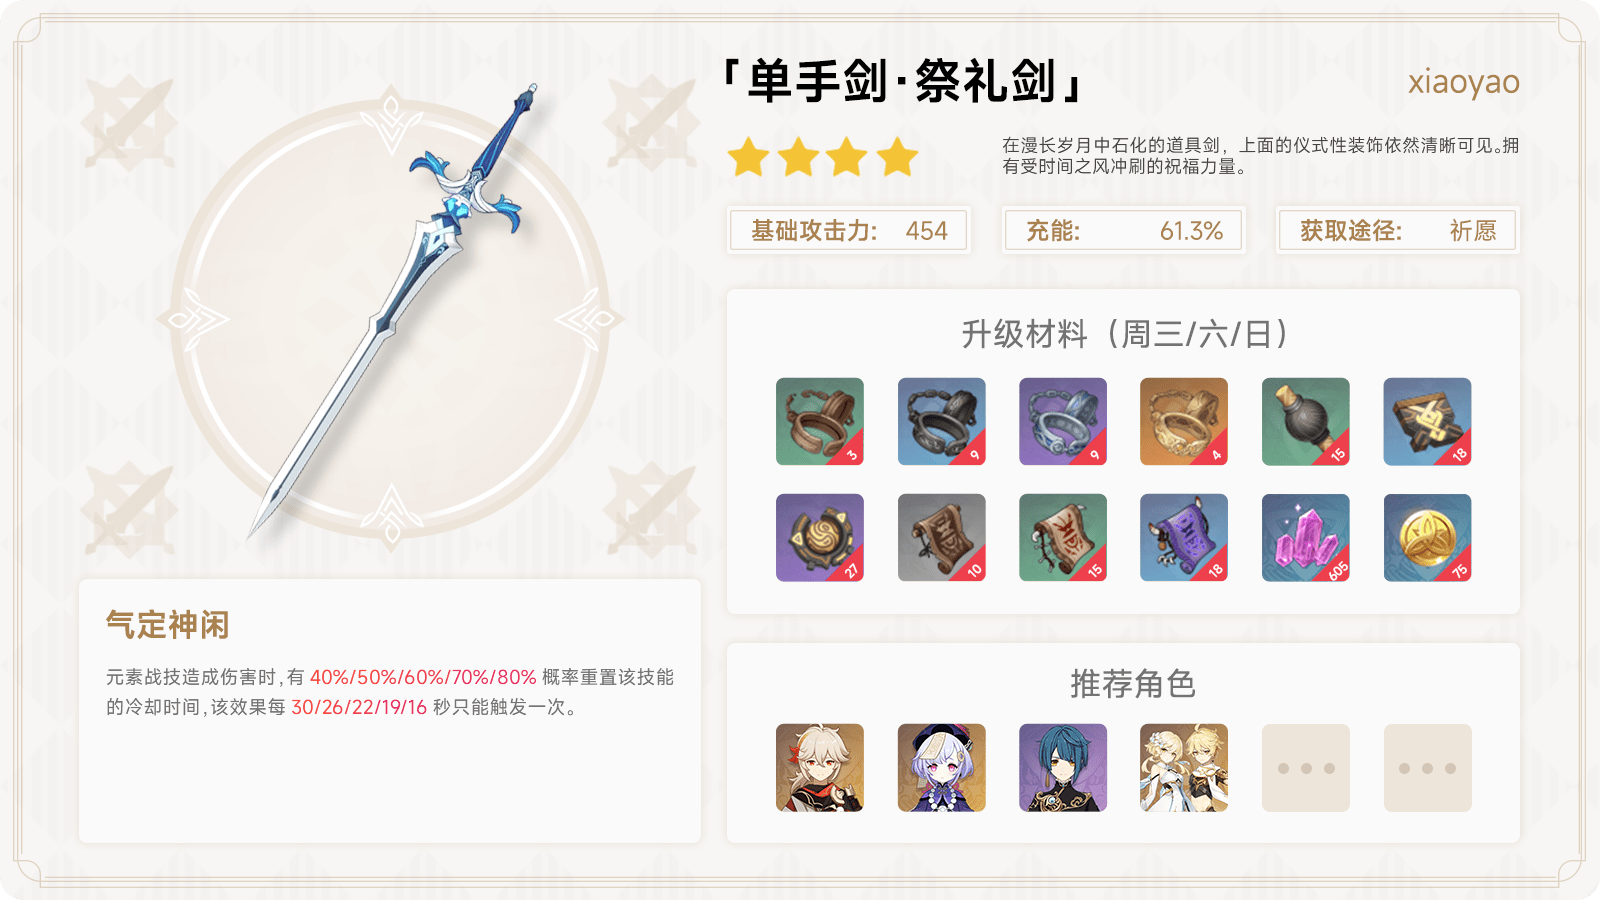 「单手剑·祭礼剑」
xiaoyao
在漫长岁月中石化的道具剑，上面的仪式性装饰依然清晰可见。拥
有受时间之风冲刷的祝福力量。
基础攻击力: 454
充能: 61.3%
获取途径: 祈愿
升级材料（周三/六/日）
3 9 9 4 15 18
27 10 15 18 605 75
气定神闲
元素战技造成伤害时,有 40%/50%/60%/70%/80% 概率重置该技能
的冷却时间,该效果每 30/26/22/19/16 秒只能触发一次。
推荐角色